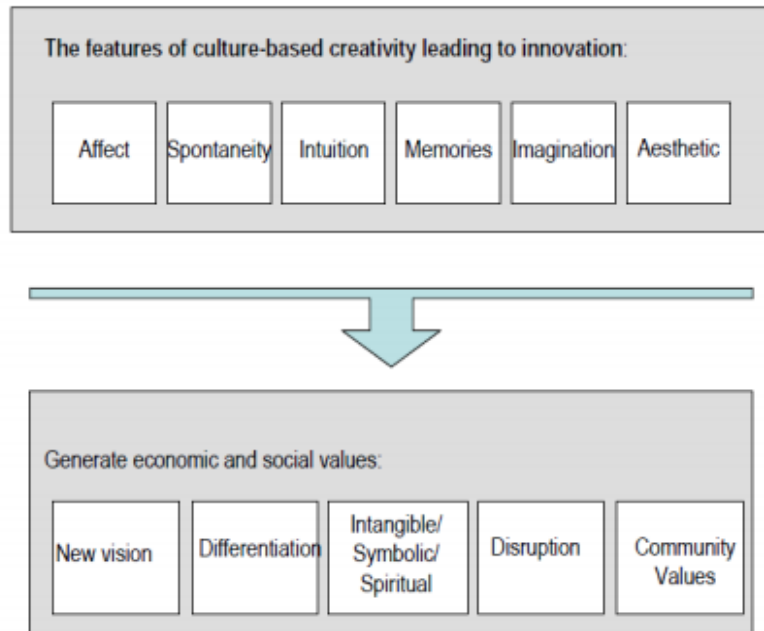 The features of culture-based creativity leading to innovation:
Affect
Spontaneity
Intuition
Memories
Imagination
Aesthetic
Generate economic and social values:
New vision
Differentiation
Intangible/
Symbolic/
Spiritual
Disruption
Community
Values